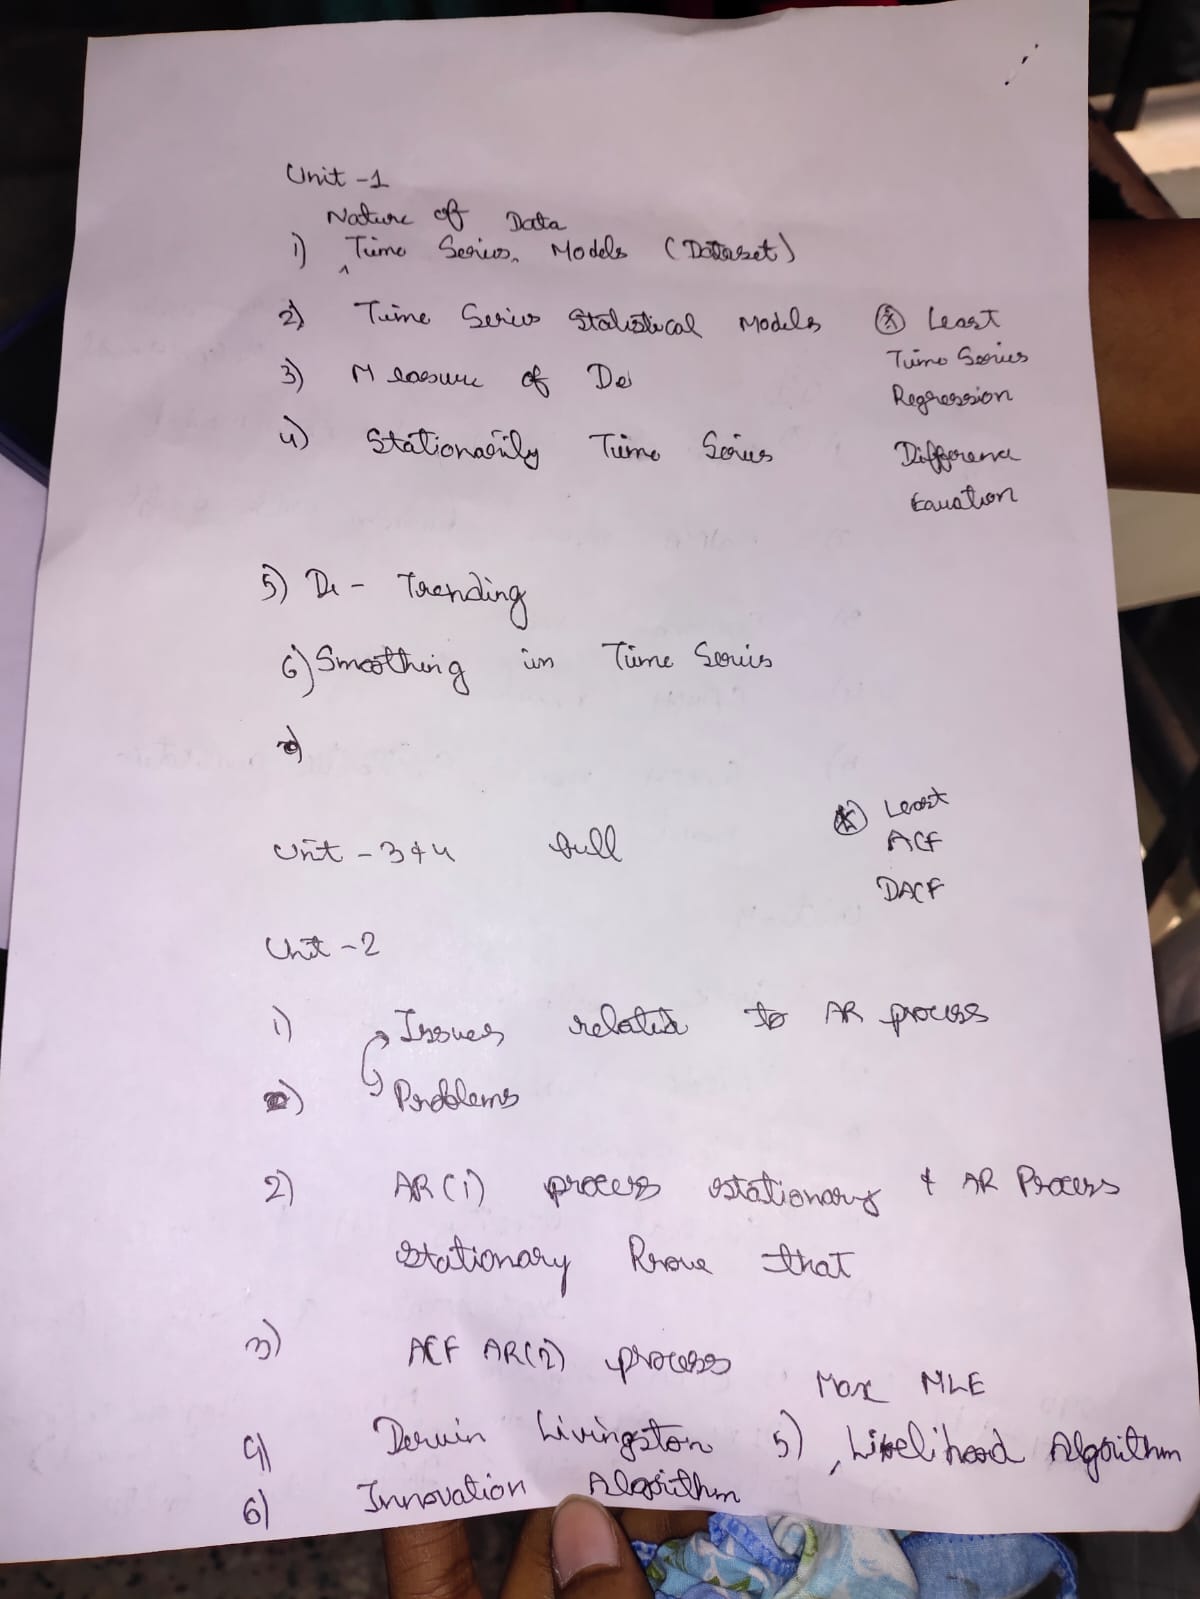 Unit -1
Nature of Data
1) ^ Time Series Models (Dataset)
2) Time Series Statistical Models
3) Measure of De
4) Stationarily Time Series
* Least
Time Series
Regression
Difference
Equation
5) De - Trending
6) Smoothing in Time Series
Unit - 3 & 4 full
* Least
ACF
DACF
Unit - 2
1) Issues related to AR process
Problems
2) AR(1) process stationary & AR Process
stationary Prove that
3) ACF AR(2) process
4) Derwin Livingston
Max MLE
5) Likelihood Algorithm
6) Innovation Algorithm